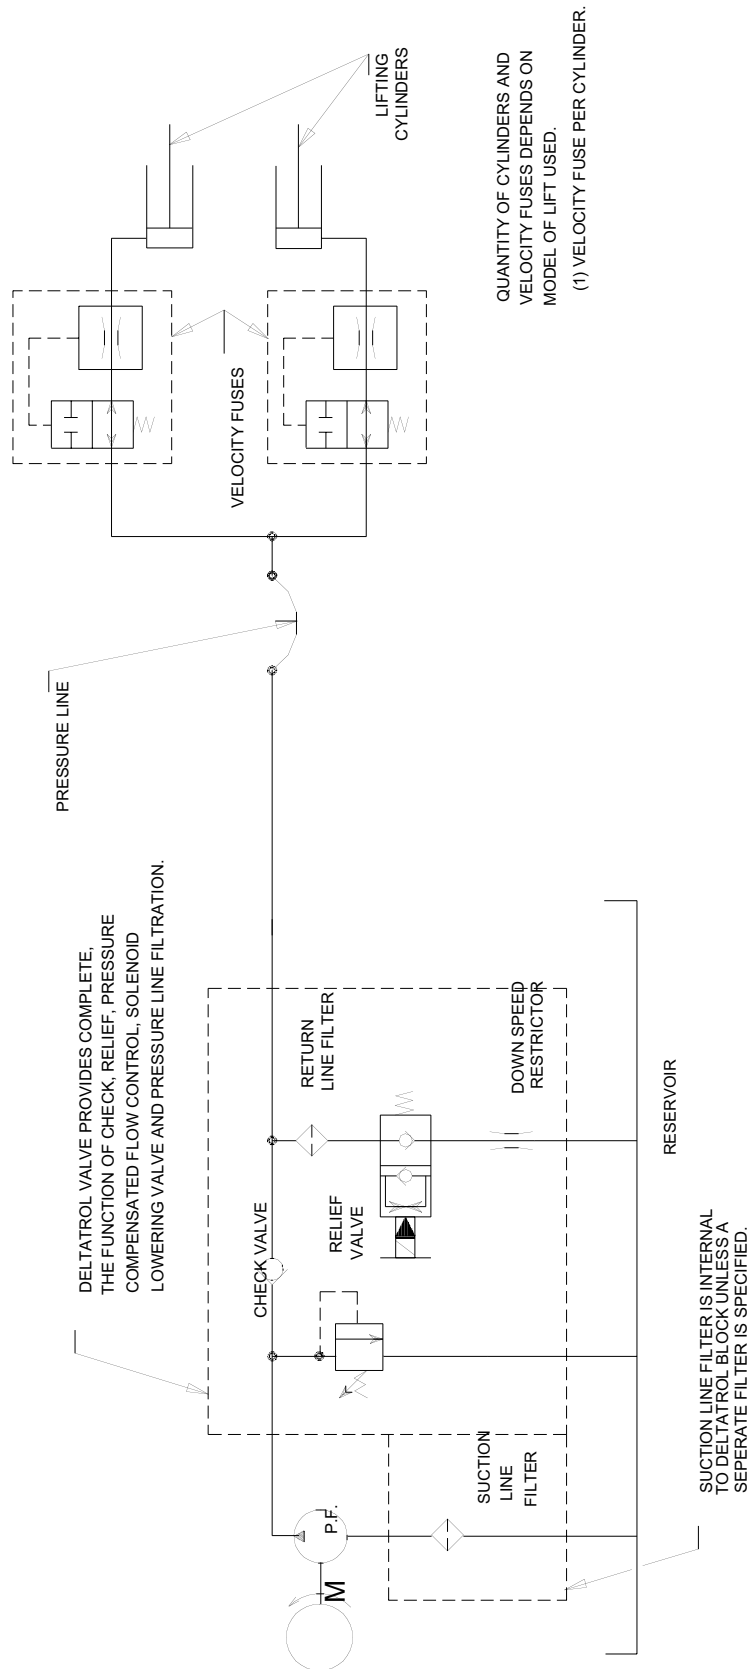 LIFTING
CYLINDERS
QUANTITY OF CYLINDERS AND
VELOCITY FUSES DEPENDS ON
MODEL OF LIFT USED.
(1) VELOCITY FUSE PER CYLINDER.
VELOCITY FUSES
PRESSURE LINE
DELTATROL VALVE PROVIDES COMPLETE,
THE FUNCTION OF CHECK, RELIEF, PRESSURE
COMPENSATED FLOW CONTROL, SOLENOID
LOWERING VALVE AND PRESSURE LINE FILTRATION.
RETURN
LINE FILTER
DOWN SPEED
RESTRICTOR
CHECK VALVE
RELIEF
VALVE
RESERVOIR
SUCTION
LINE
FILTER
P.F.
M
SUCTION LINE FILTER IS INTERNAL
TO DELTATROL BLOCK UNLESS A
SEPERATE FILTER IS SPECIFIED.